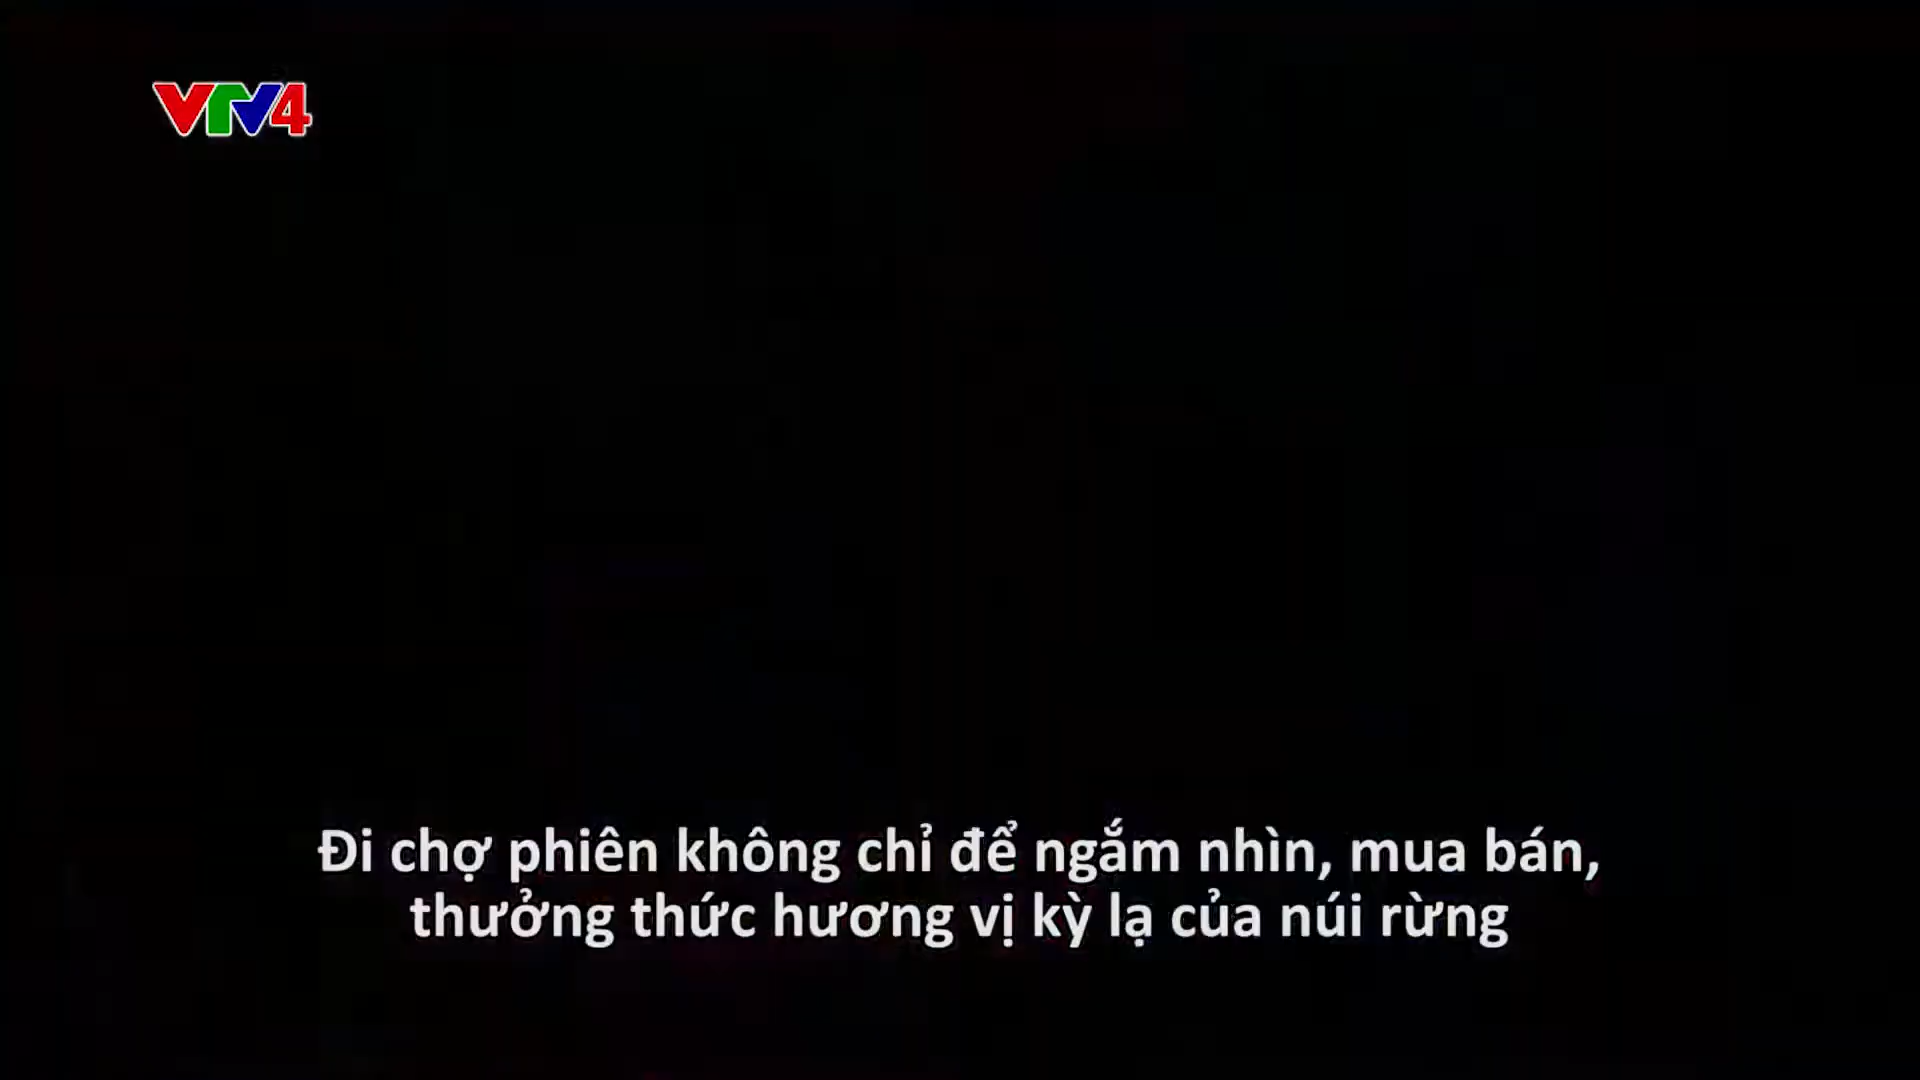 VTV4
Đi chợ phiên không chỉ để ngắm nhìn, mua bán,
thưởng thức hương vị kỳ lạ của núi rừng